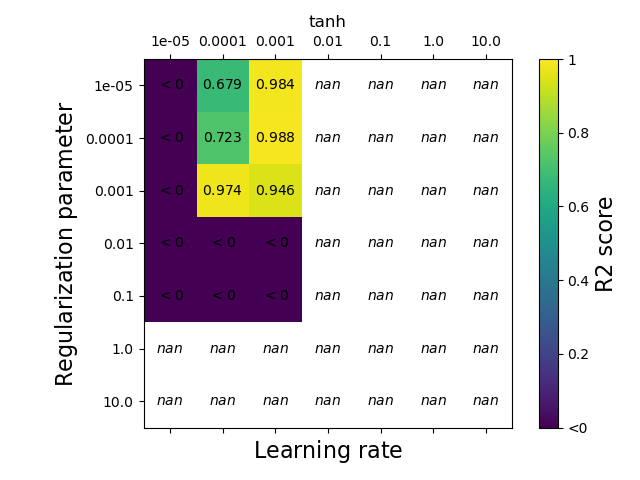 tanh
1e-05 0.0001 0.001 0.01 0.1 1.0 10.0
1e-05 < 0 0.679 0.984 nan nan nan nan
0.0001 < 0 0.723 0.988 nan nan nan nan
0.001 < 0 0.974 0.946 nan nan nan nan
0.01 < 0 < 0 < 0 nan nan nan nan
0.1 < 0 < 0 < 0 nan nan nan nan
1.0 nan nan nan nan nan nan nan
10.0 nan nan nan nan nan nan nan
Regularization parameter
Learning rate
1
0.8
0.6
0.4
0.2
<0
R2 score